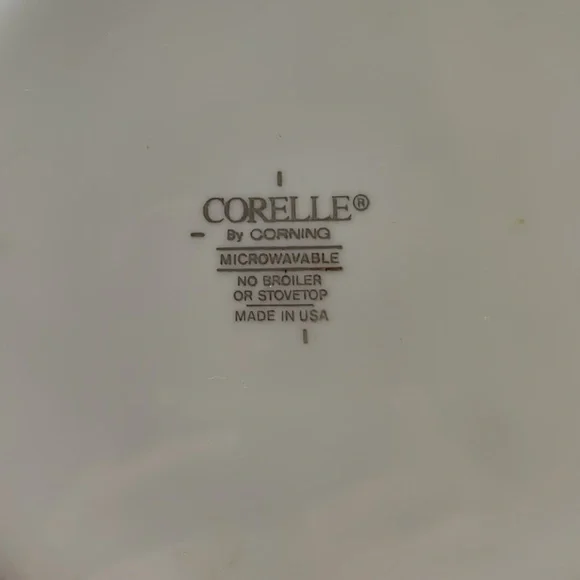 CORELLE®
By CORNING
MICROWAVABLE
NO BROILER
OR STOVETOP
MADE IN USA